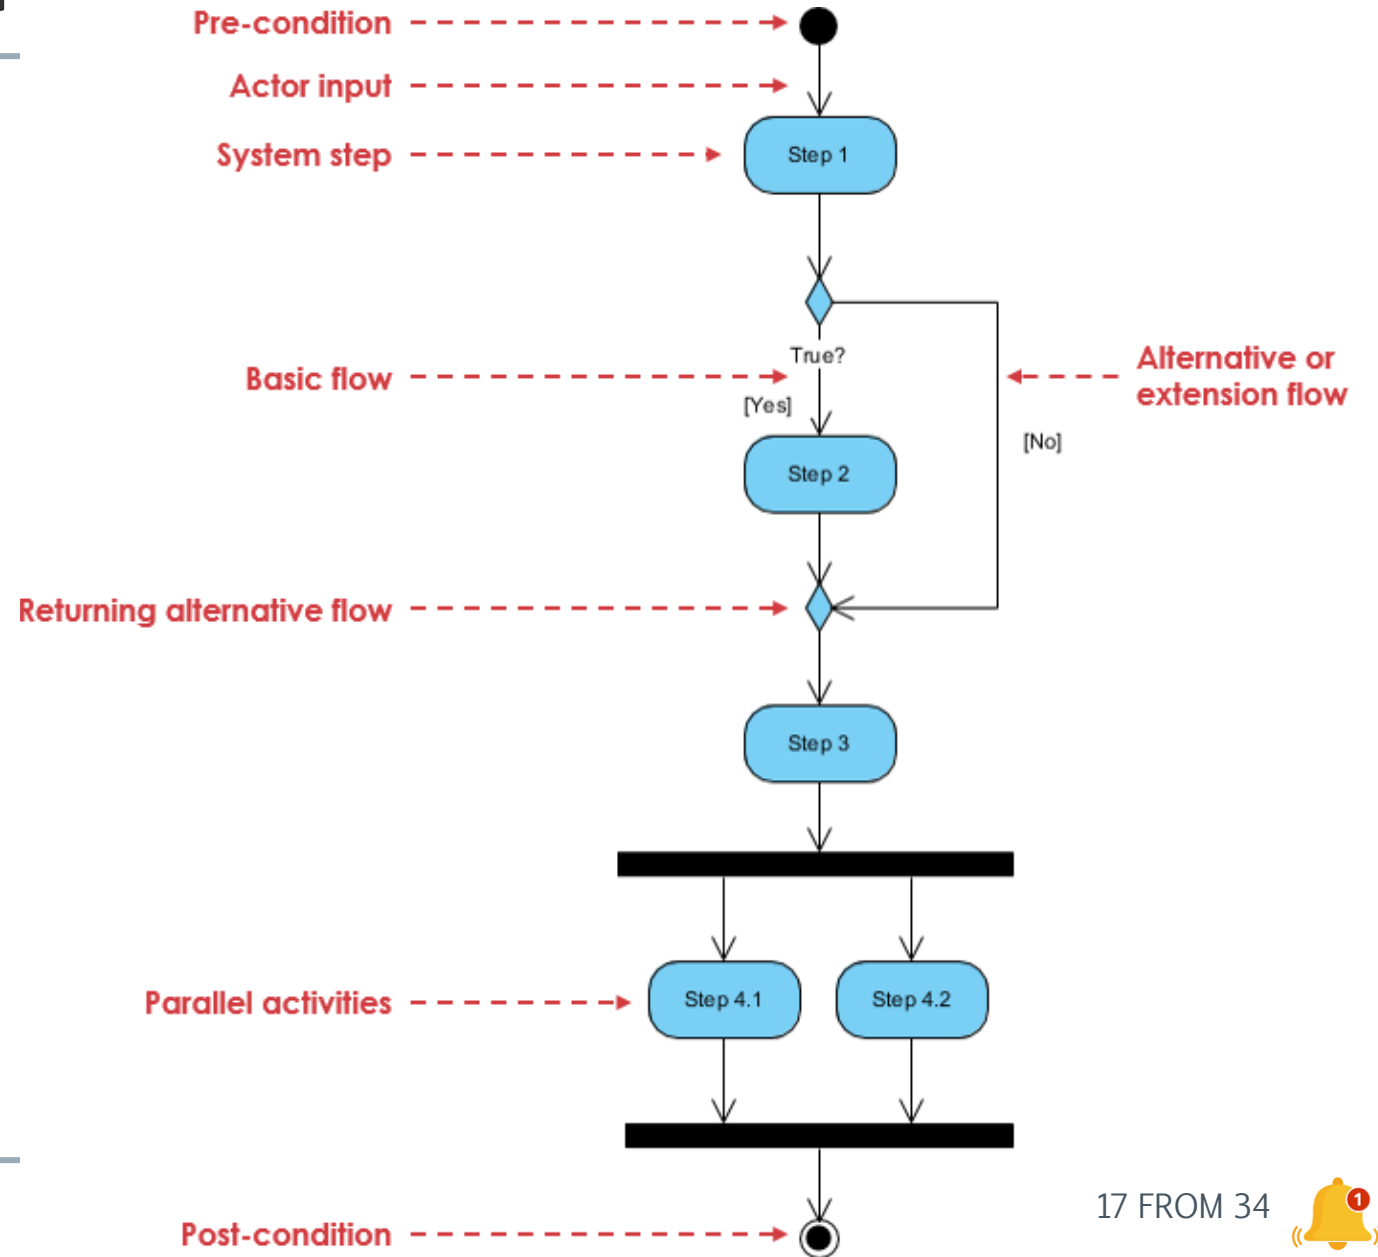 Pre-condition
Actor input
System step
Step 1
True?
Basic flow
Alternative or
extension flow
[Yes]
[No]
Step 2
Returning alternative flow
Step 3
Parallel activities
Step 4.1
Step 4.2
17 FROM 34
1
Post-condition